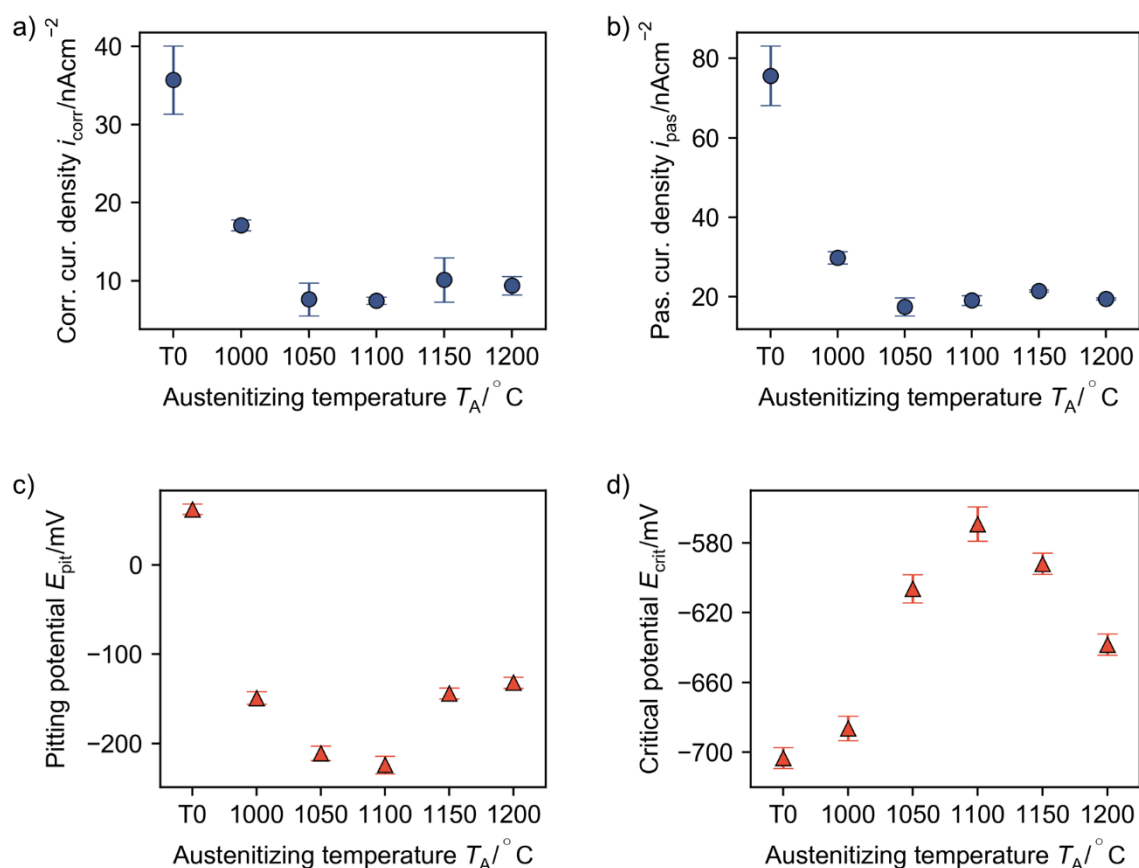 a)
Corr. cur. density i_corr/nAcm^−2
40
30
20
10
T0 1000 1050 1100 1150 1200
Austenitizing temperature T_A/°C
b)
Pas. cur. density i_pas/nAcm^−2
80
60
40
20
T0 1000 1050 1100 1150 1200
Austenitizing temperature T_A/°C
c)
Pitting potential E_pit/mV
0
−100
−200
T0 1000 1050 1100 1150 1200
Austenitizing temperature T_A/°C
d)
Critical potential E_crit/mV
−580
−620
−660
−700
T0 1000 1050 1100 1150 1200
Austenitizing temperature T_A/°C